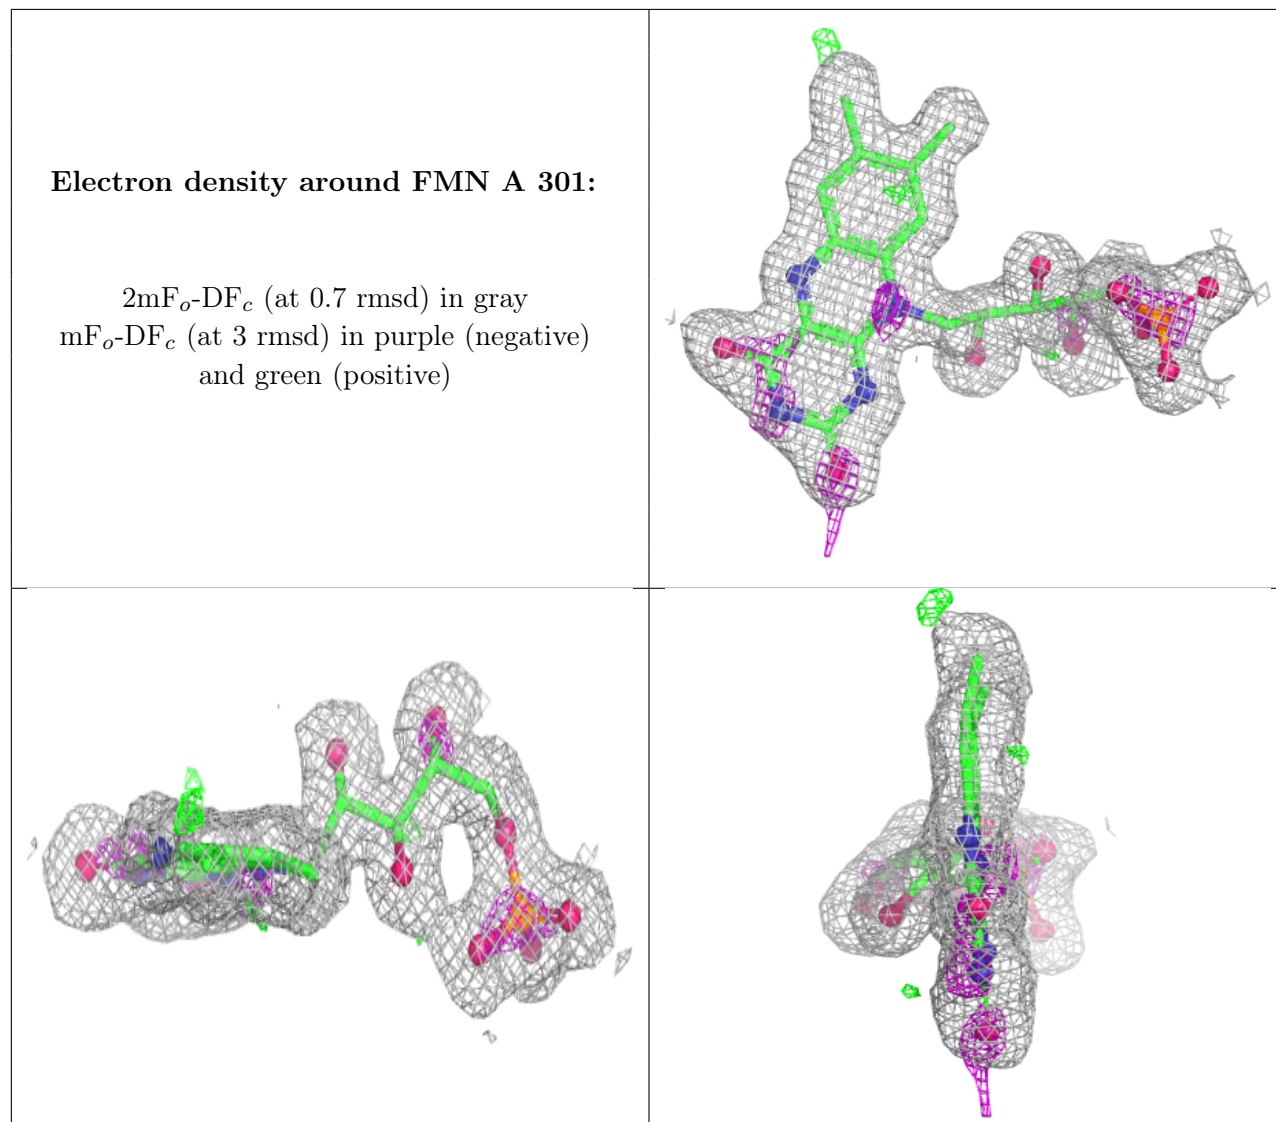 Electron density around FMN A 301:
2mFo-DFc (at 0.7 rmsd) in gray
mFo-DFc (at 3 rmsd) in purple (negative)
and green (positive)